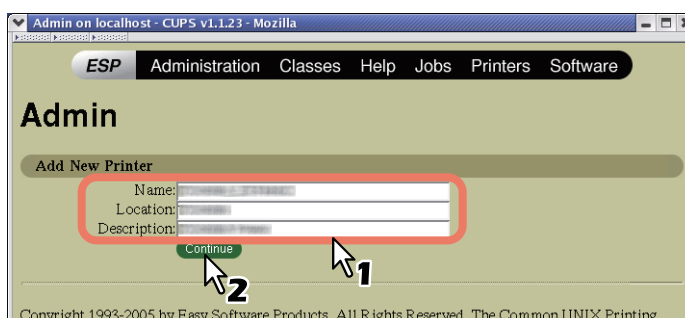 Admin on localhost - CUPS v1.1.23 - Mozilla
ESP Administration Classes Help Jobs Printers Software
Admin
Add New Printer
Name:
Location:
Description:
Continue
1
2
Copyright 1993-2005 by Easy Software Products, All Rights Reserved. The Common UNIX Printing